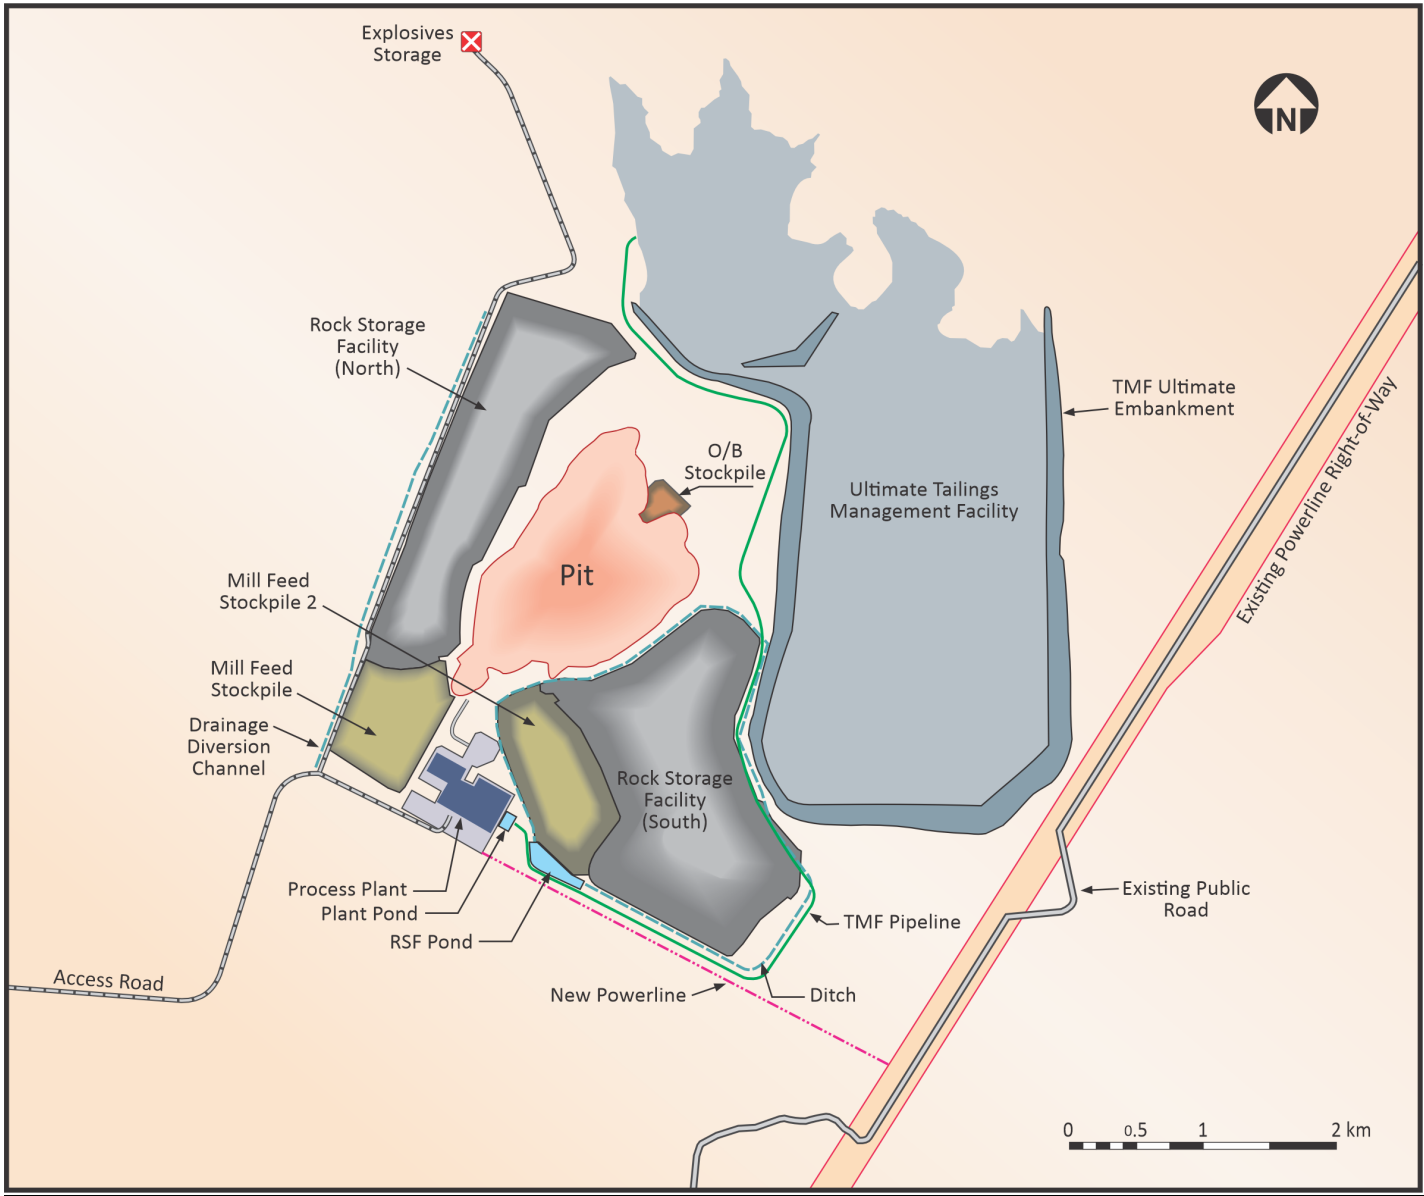 Explosives
Storage
N
Rock Storage
Facility
(North)
TMF Ultimate
Embankment
O/B
Stockpile
Ultimate Tailings
Management Facility
Existing Powerline Right-of-Way
Pit
Mill Feed
Stockpile 2
Mill Feed
Stockpile
Drainage
Diversion
Channel
Rock Storage
Facility
(South)
Process Plant
Plant Pond
RSF Pond
Existing Public
Road
TMF Pipeline
Access Road
New Powerline
Ditch
0 0.5 1 2 km